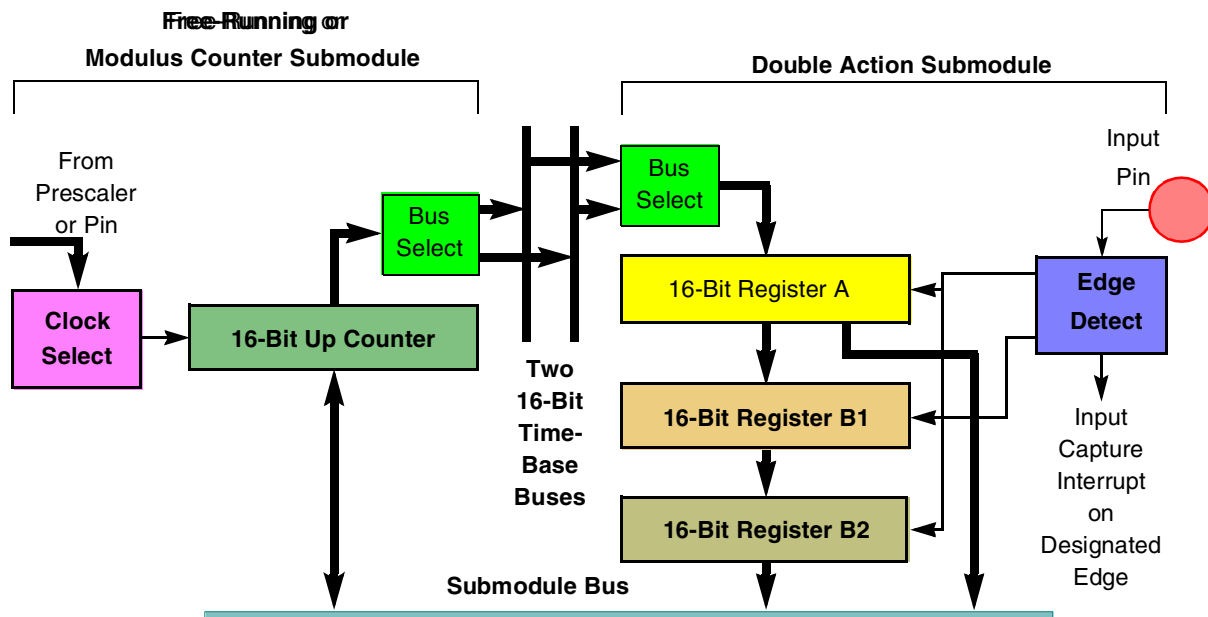 Free-Running or
Modulus Counter Submodule
Double Action Submodule
From
Prescaler
or Pin
Clock
Select
16-Bit Up Counter
Bus
Select
Two
16-Bit
Time-
Base
Buses
Bus
Select
16-Bit Register A
16-Bit Register B1
16-Bit Register B2
Input
Pin
Edge
Detect
Input
Capture
Interrupt
on
Designated
Edge
Submodule Bus